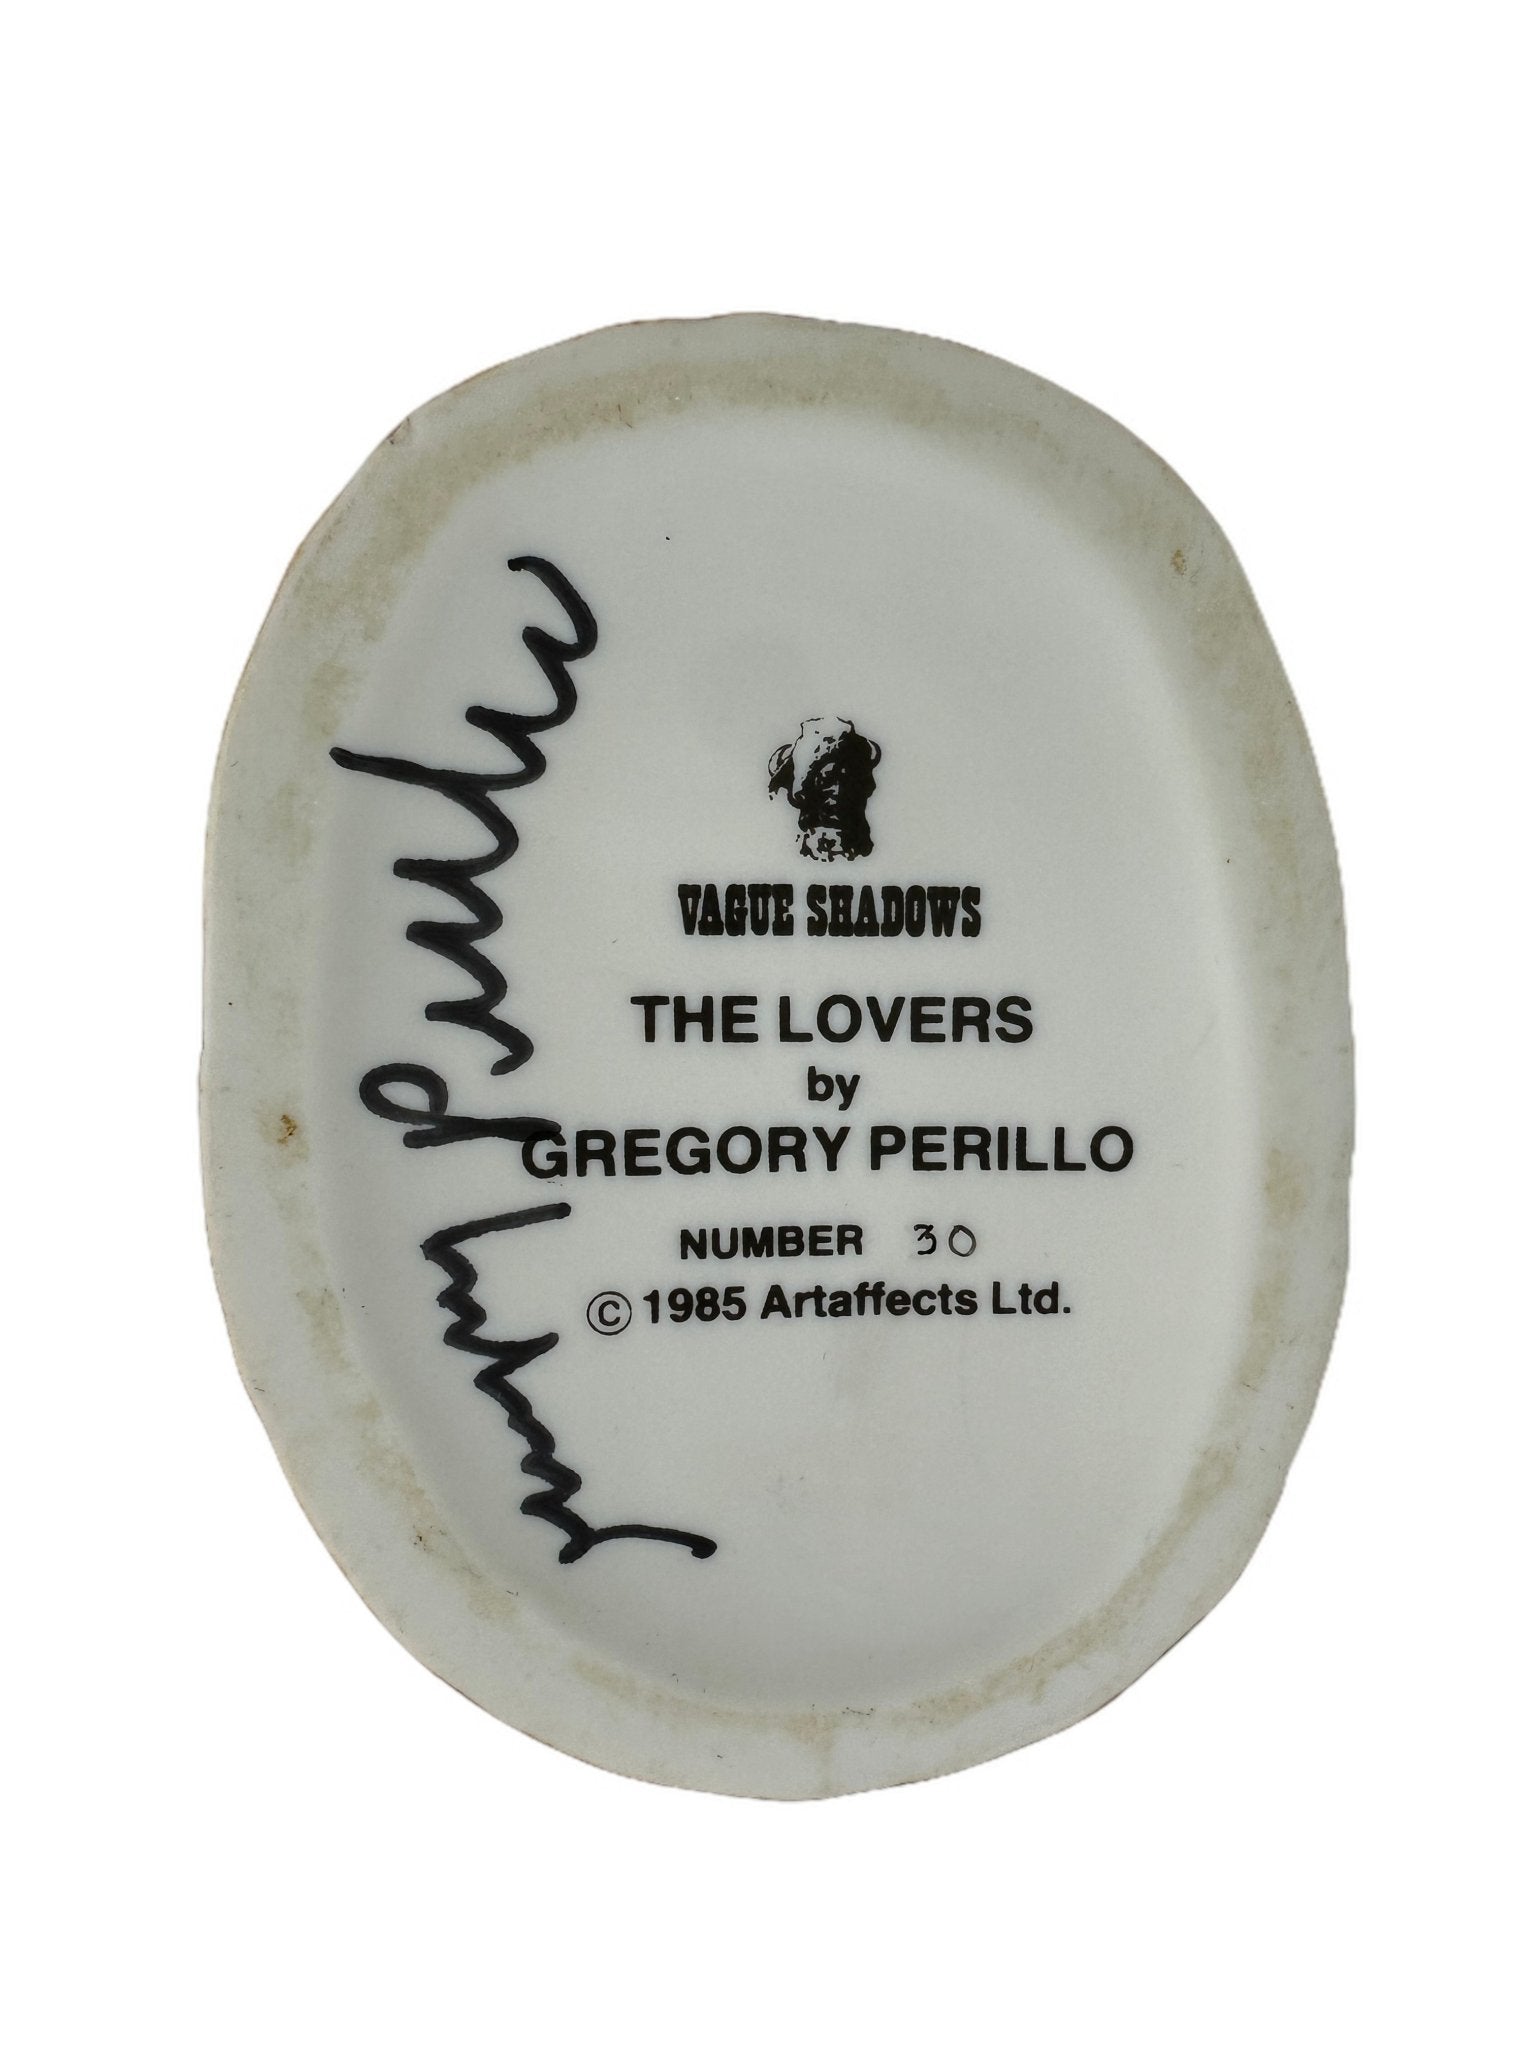 VAGUE SHADOWS
THE LOVERS
by
GREGORY PERILLO
NUMBER 30
© 1985 Artaffects Ltd.